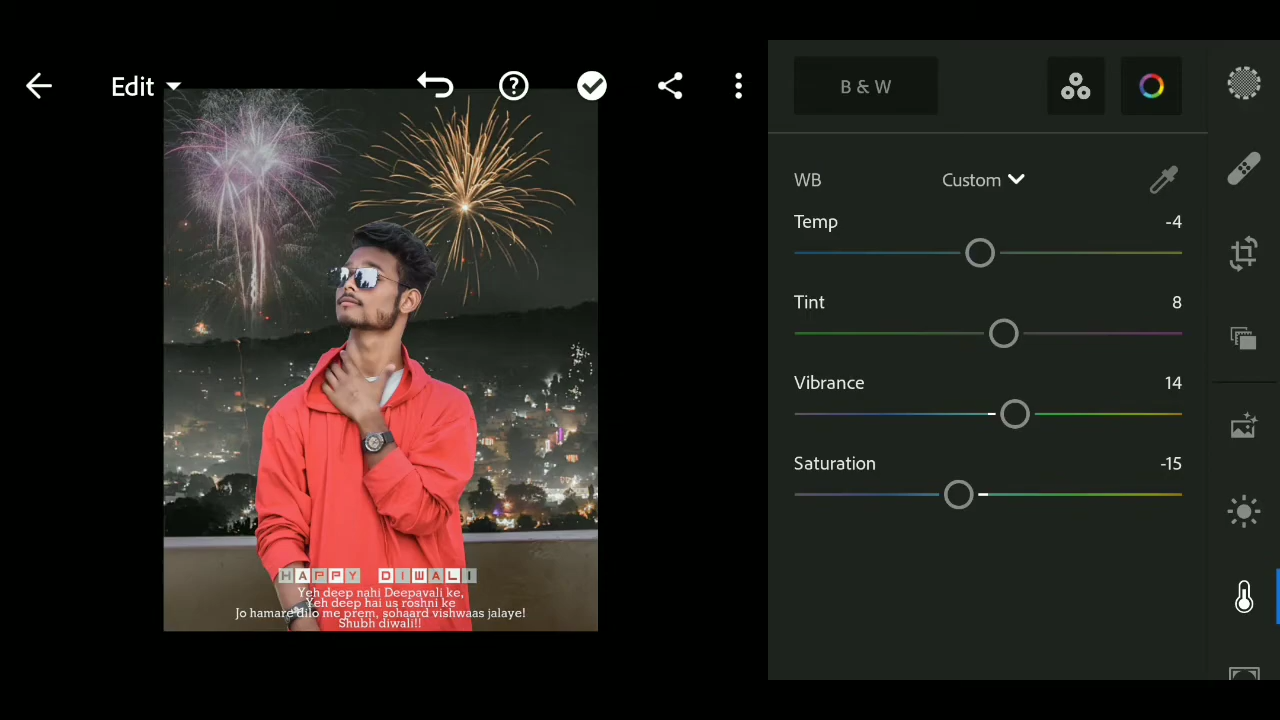 Edit
B & W
WB Custom
Temp -4
Tint 8
Vibrance 14
Saturation -15
HAPPY DIWALI
Yeh deep nahi Deepavali ke,
Yeh deep hai us roshni ke
Jo hamare dilo me prem, sohaard vishwaas jalaye!
Shubh diwali!!